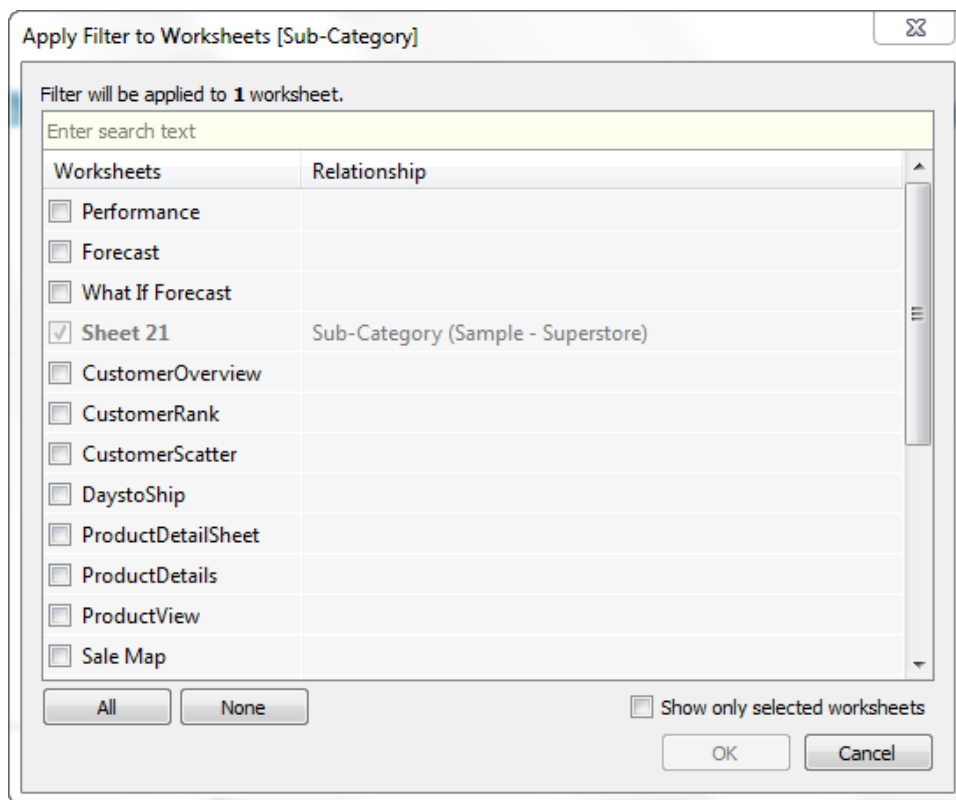 Apply Filter to Worksheets [Sub-Category]
Filter will be applied to 1 worksheet.
Enter search text
Worksheets Relationship
Performance
Forecast
What If Forecast
Sheet 21 Sub-Category (Sample - Superstore)
CustomerOverview
CustomerRank
CustomerScatter
DaystoShip
ProductDetailSheet
ProductDetails
ProductView
Sale Map
All None Show only selected worksheets
OK Cancel